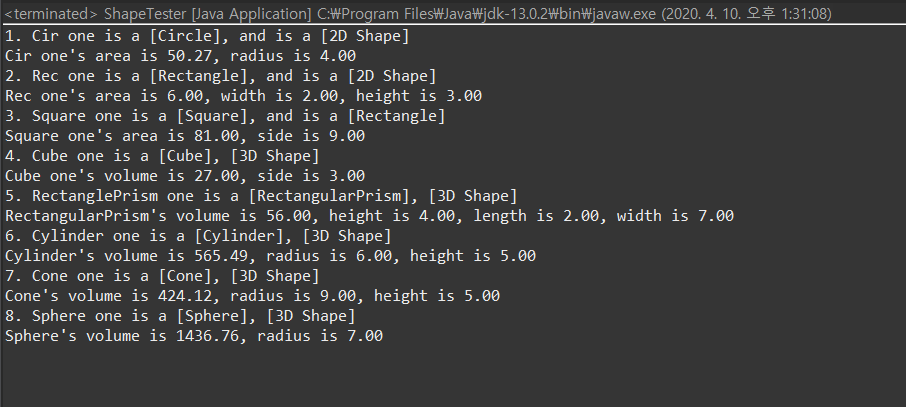 <terminated> ShapeTester [Java Application] C:₩Program Files₩Java₩jdk-13.0.2₩bin₩javaw.exe (2020. 4. 10. 오후 1:31:08)
1. Cir one is a [Circle], and is a [2D Shape]
Cir one's area is 50.27, radius is 4.00
2. Rec one is a [Rectangle], and is a [2D Shape]
Rec one's area is 6.00, width is 2.00, height is 3.00
3. Square one is a [Square], and is a [Rectangle]
Square one's area is 81.00, side is 9.00
4. Cube one is a [Cube], [3D Shape]
Cube one's volume is 27.00, side is 3.00
5. RectanglePrism one is a [RectangularPrism], [3D Shape]
RectangularPrism's volume is 56.00, height is 4.00, length is 2.00, width is 7.00
6. Cylinder one is a [Cylinder], [3D Shape]
Cylinder's volume is 565.49, radius is 6.00, height is 5.00
7. Cone one is a [Cone], [3D Shape]
Cone's volume is 424.12, radius is 9.00, height is 5.00
8. Sphere one is a [Sphere], [3D Shape]
Sphere's volume is 1436.76, radius is 7.00